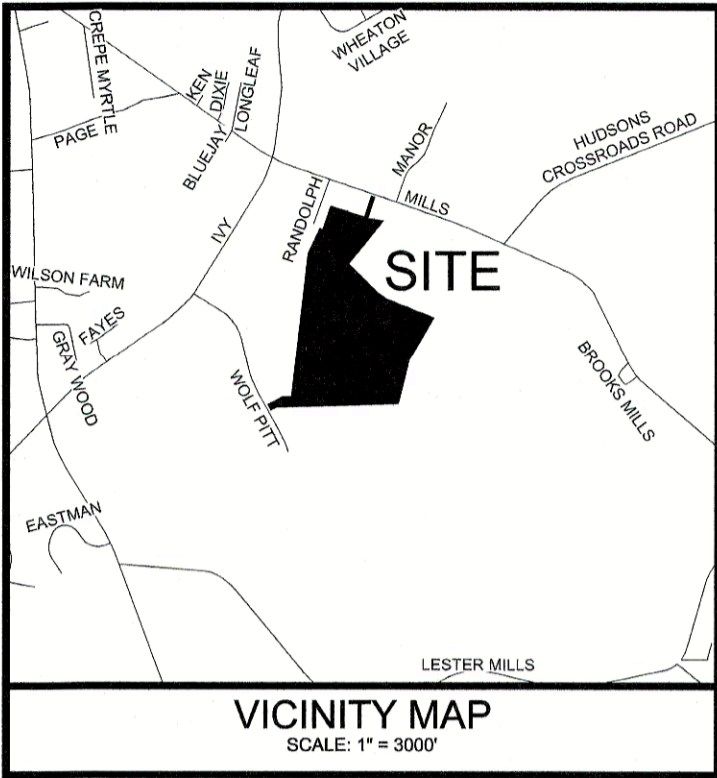 CREPE MYRTLE
WHEATON
VILLAGE
KEN
DIXIE
LONGLEAF
PAGE
BLUEJAY
MANOR
HUDSONS
CROSSROADS ROAD
RANDOLPH
MILLS
IVY
SITE
WILSON FARM
FAYES
GRAY WOOD
WOLF PITT
BROOKS MILLS
EASTMAN
LESTER MILLS
VICINITY MAP
SCALE: 1" = 3000'